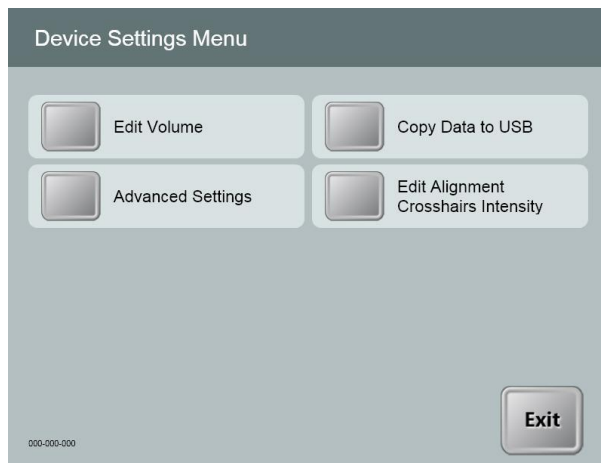 Device Settings Menu
Edit Volume
Copy Data to USB
Advanced Settings
Edit Alignment
Crosshairs Intensity
Exit
000-000-000